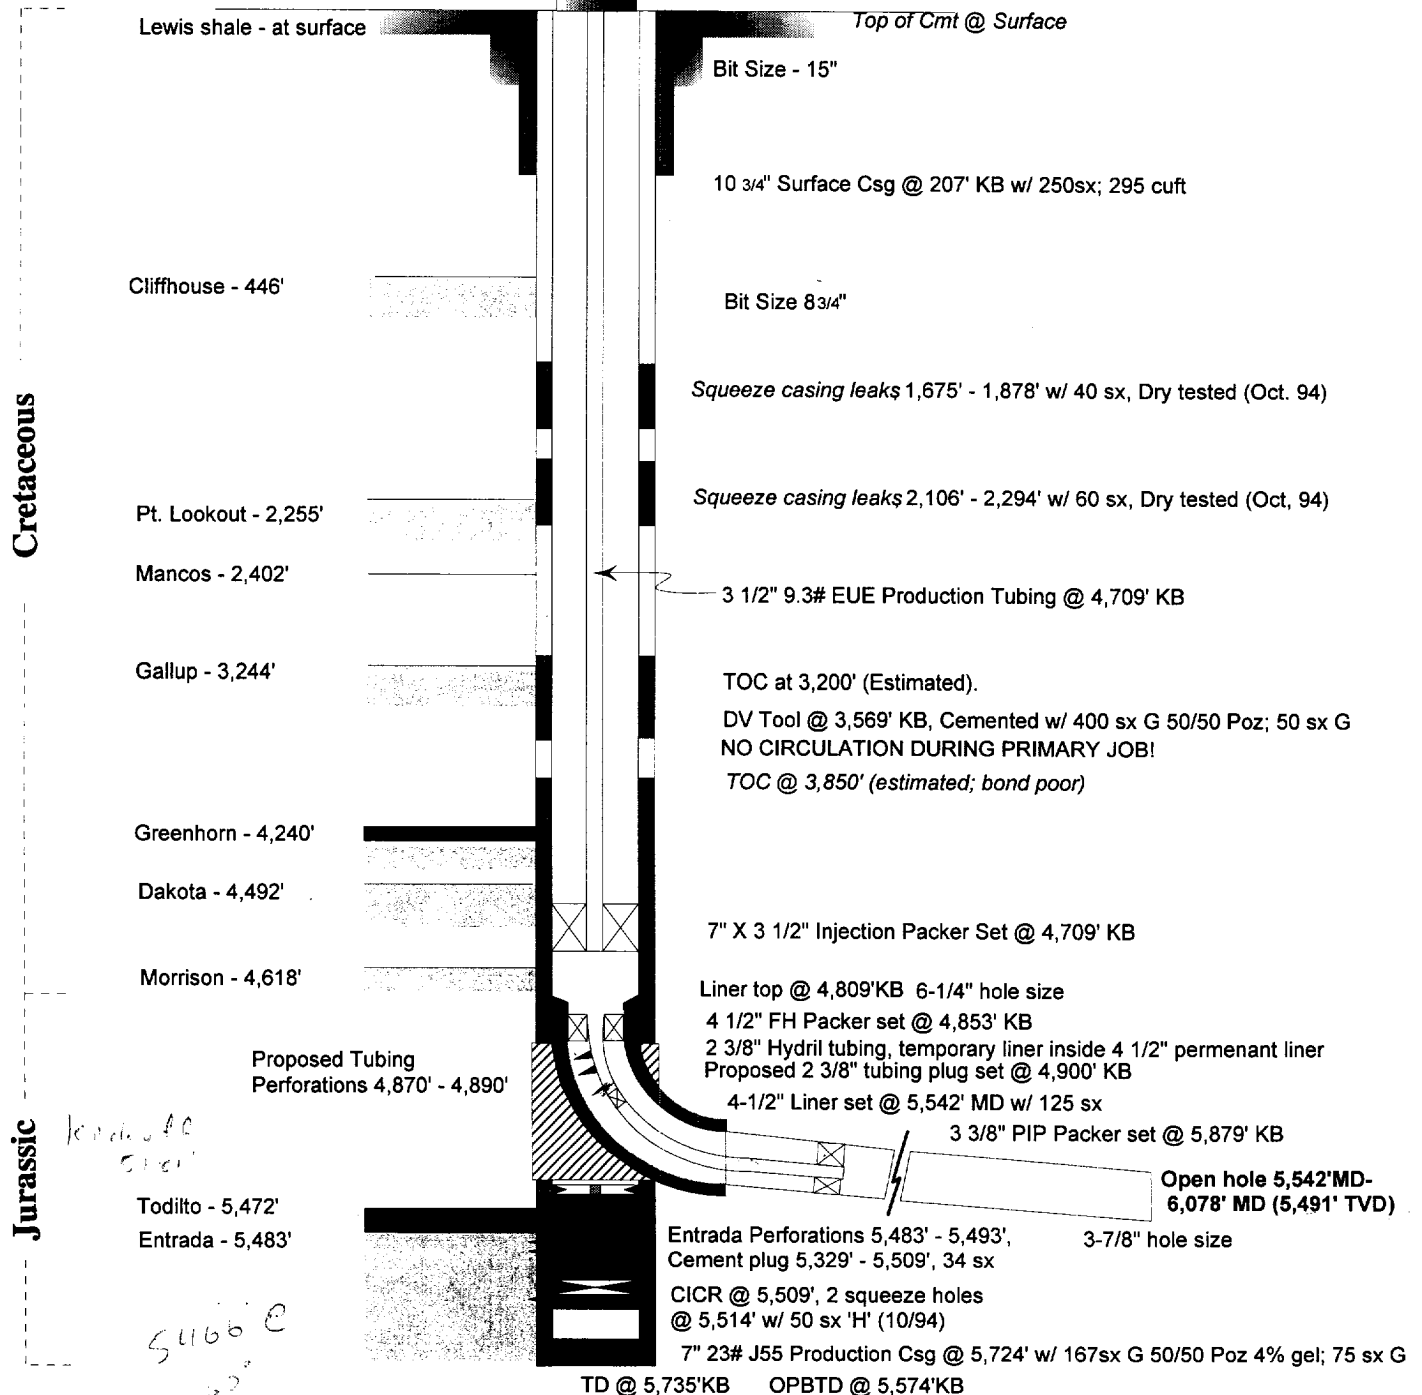 Top of Cmt @ Surface
Lewis shale - at surface
Bit Size - 15"
10 3/4" Surface Csg @ 207' KB w/ 250sx; 295 cuft
Cliffhouse - 446'
Bit Size 8 3/4"
Cretaceous
Squeeze casing leaks 1,675' - 1,878' w/ 40 sx, Dry tested (Oct. 94)
Squeeze casing leaks 2,106' - 2,294' w/ 60 sx, Dry tested (Oct, 94)
Pt. Lookout - 2,255'
Mancos - 2,402'
3 1/2" 9.3# EUE Production Tubing @ 4,709' KB
Gallup - 3,244'
TOC at 3,200' (Estimated).
DV Tool @ 3,569' KB, Cemented w/ 400 sx G 50/50 Poz; 50 sx G
NO CIRCULATION DURING PRIMARY JOB!
TOC @ 3,850' (estimated; bond poor)
Greenhorn - 4,240'
Dakota - 4,492'
7" X 3 1/2" Injection Packer Set @ 4,709' KB
Morrison - 4,618'
Liner top @ 4,809'KB 6-1/4" hole size
4 1/2" FH Packer set @ 4,853' KB
2 3/8" Hydril tubing, temporary liner inside 4 1/2" permenant liner
Proposed 2 3/8" tubing plug set @ 4,900' KB
Proposed Tubing
Perforations 4,870' - 4,890'
4-1/2" Liner set @ 5,542' MD w/ 125 sx
3 3/8" PIP Packer set @ 5,879' KB
Jurassic
Open hole 5,542'MD-
6,078' MD (5,491' TVD)
3-7/8" hole size
Todilto - 5,472'
Entrada - 5,483'
Entrada Perforations 5,483' - 5,493',
Cement plug 5,329' - 5,509', 34 sx
CICR @ 5,509', 2 squeeze holes
@ 5,514' w/ 50 sx 'H' (10/94)
5466 C
7" 23# J55 Production Csg @ 5,724' w/ 167sx G 50/50 Poz 4% gel; 75 sx G
TD @ 5,735'KB OPBTD @ 5,574'KB